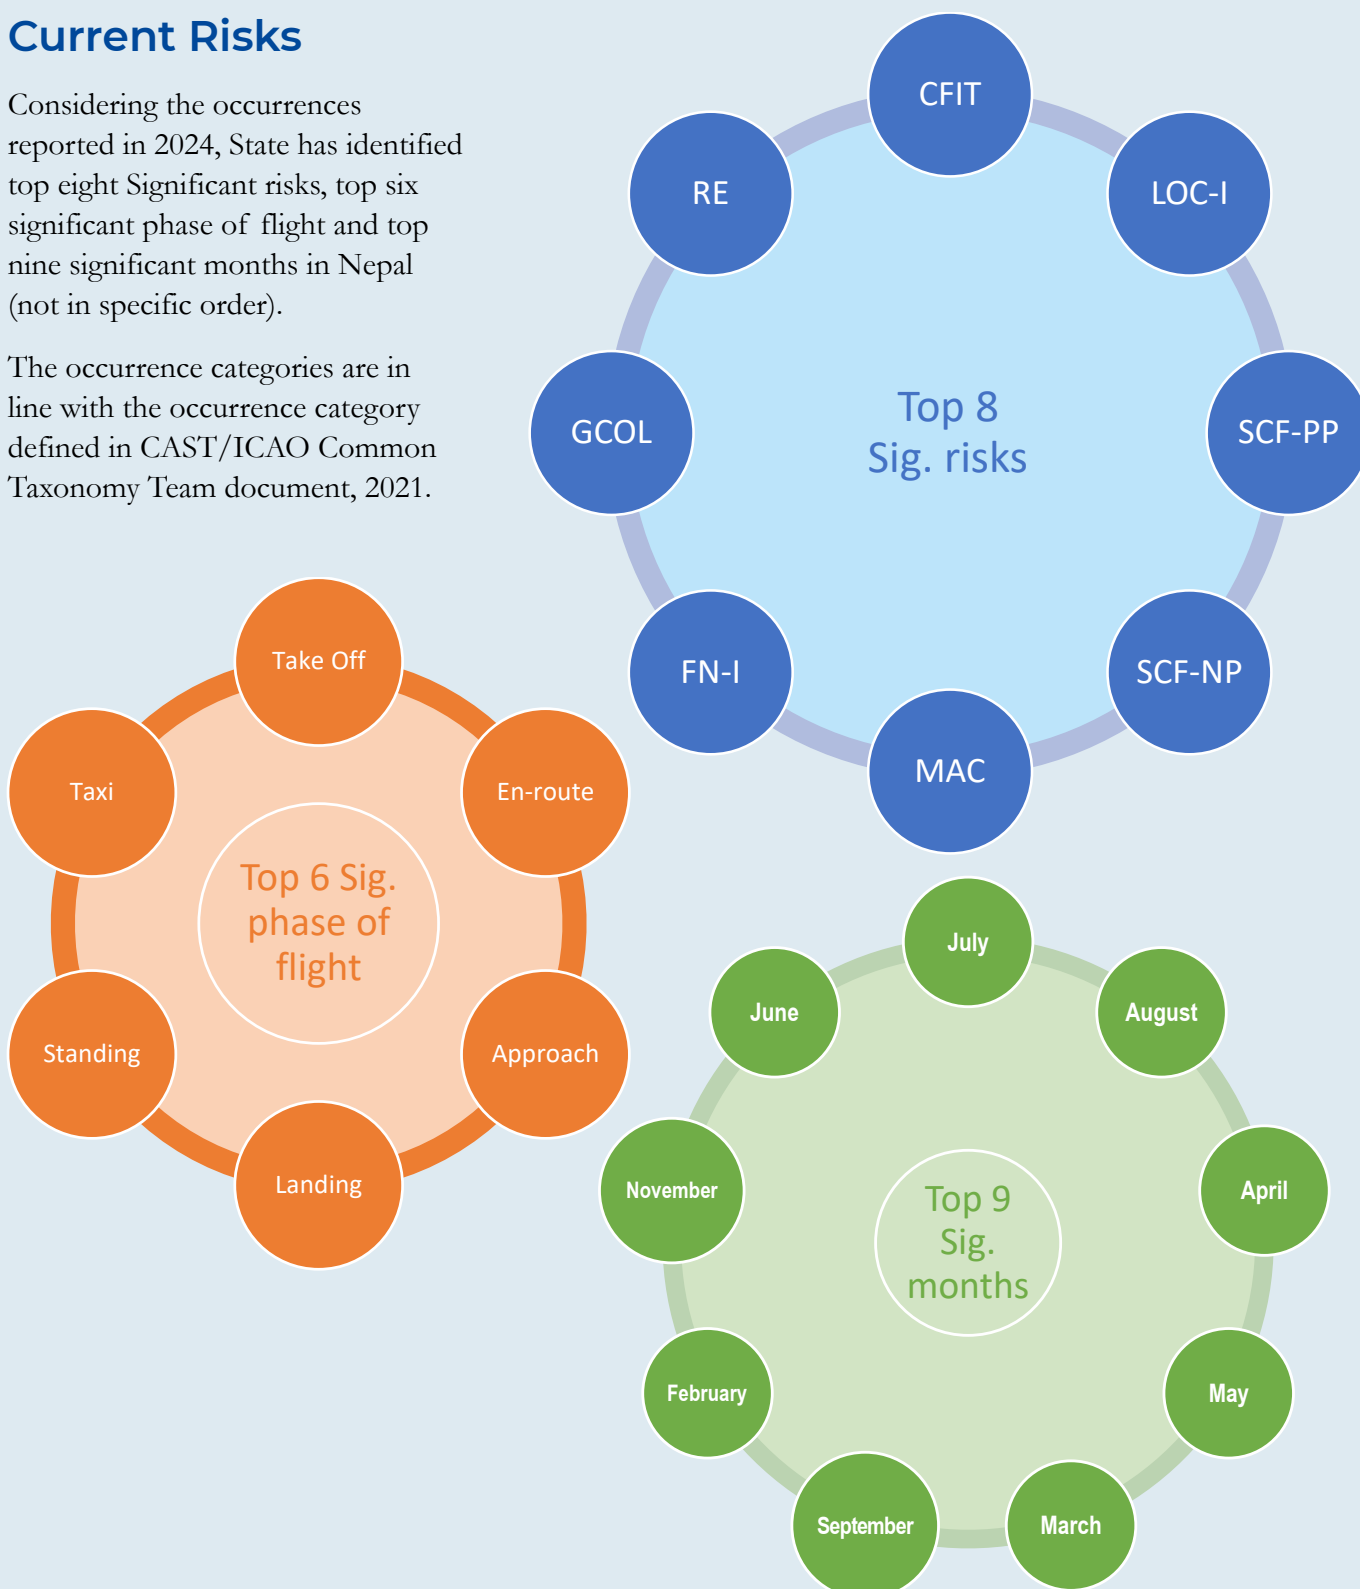 Current Risks
Considering the occurrences
reported in 2024, State has identified
top eight Significant risks, top six
significant phase of flight and top
nine significant months in Nepal
(not in specific order).
The occurrence categories are in
line with the occurrence category
defined in CAST/ICAO Common
Taxonomy Team document, 2021.
CFIT
LOC-I
SCF-PP
SCF-NP
MAC
FN-I
GCOL
RE
Top 8
Sig. risks
Take Off
En-route
Approach
Landing
Standing
Taxi
Top 6 Sig.
phase of
flight
July
August
April
May
March
September
February
November
June
Top 9
Sig.
months